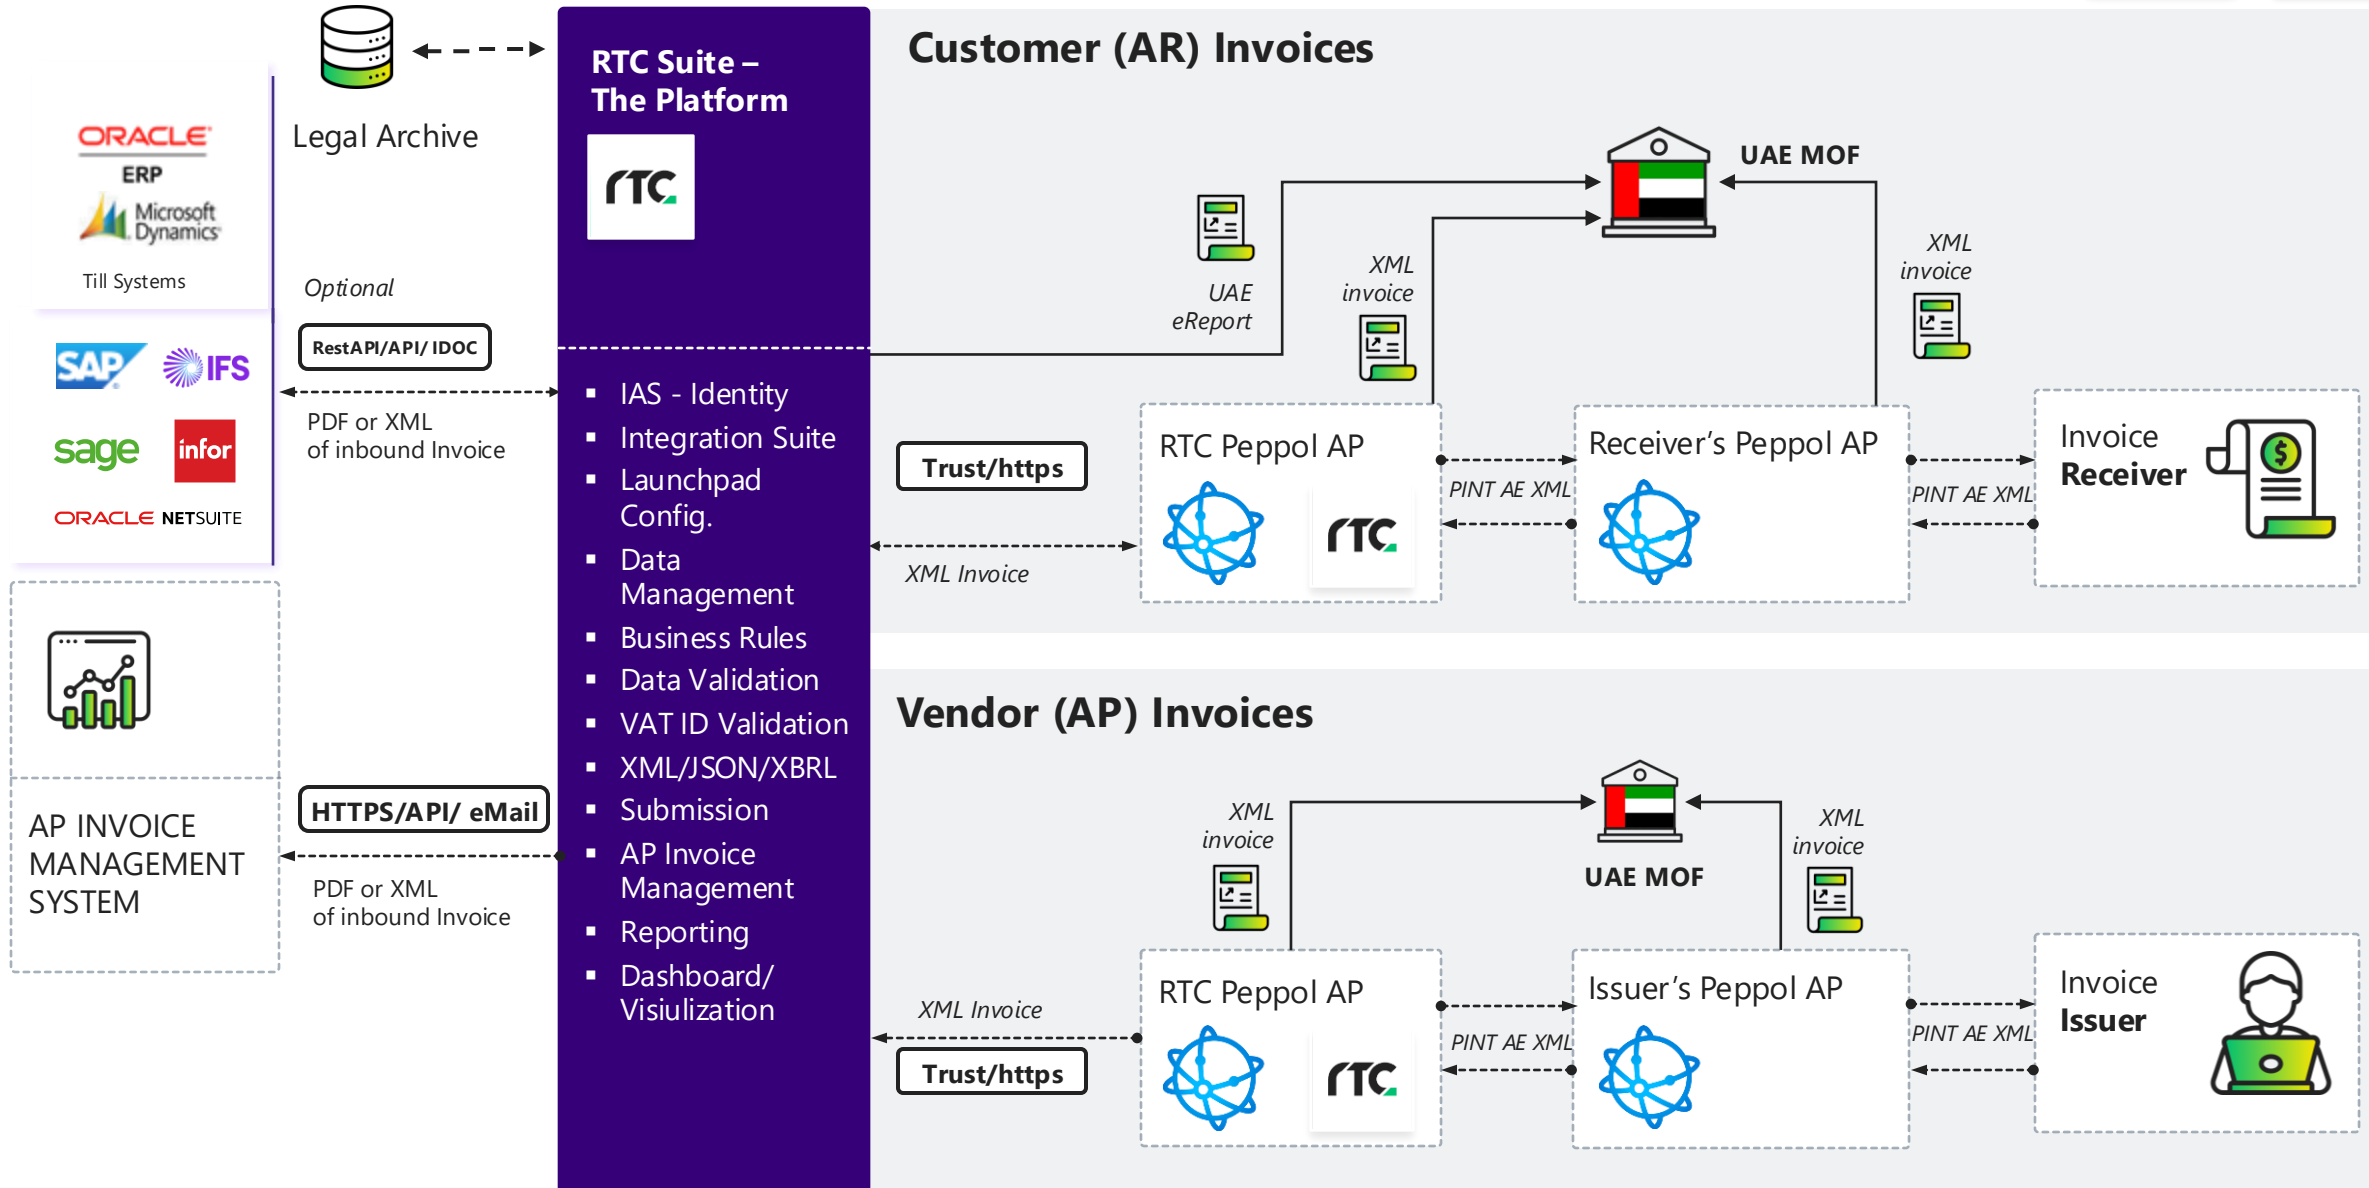 ORACLE
ERP
Microsoft
Dynamics
Till Systems
SAP
IFS
sage
infor
ORACLE NETSUITE
AP INVOICE
MANAGEMENT
SYSTEM
Legal Archive
Optional
RestAPI/API/ IDOC
PDF or XML
of inbound Invoice
HTTPS/API/ eMail
PDF or XML
of inbound Invoice
RTC Suite –
The Platform
rTC
▪ IAS - Identity
▪ Integration Suite
▪ Launchpad
Config.
▪ Data
Management
▪ Business Rules
▪ Data Validation
▪ VAT ID Validation
▪ XML/JSON/XBRL
▪ Submission
▪ AP Invoice
Management
▪ Reporting
▪ Dashboard/
Visiulization
Customer (AR) Invoices
UAE MOF
UAE
eReport
XML
invoice
XML
invoice
Trust/https
XML Invoice
RTC Peppol AP
rTC
PINT AE XML
Receiver's Peppol AP
PINT AE XML
Invoice
Receiver
Vendor (AP) Invoices
XML
invoice
UAE MOF
XML
invoice
XML Invoice
Trust/https
RTC Peppol AP
rTC
PINT AE XML
Issuer's Peppol AP
PINT AE XML
Invoice
Issuer